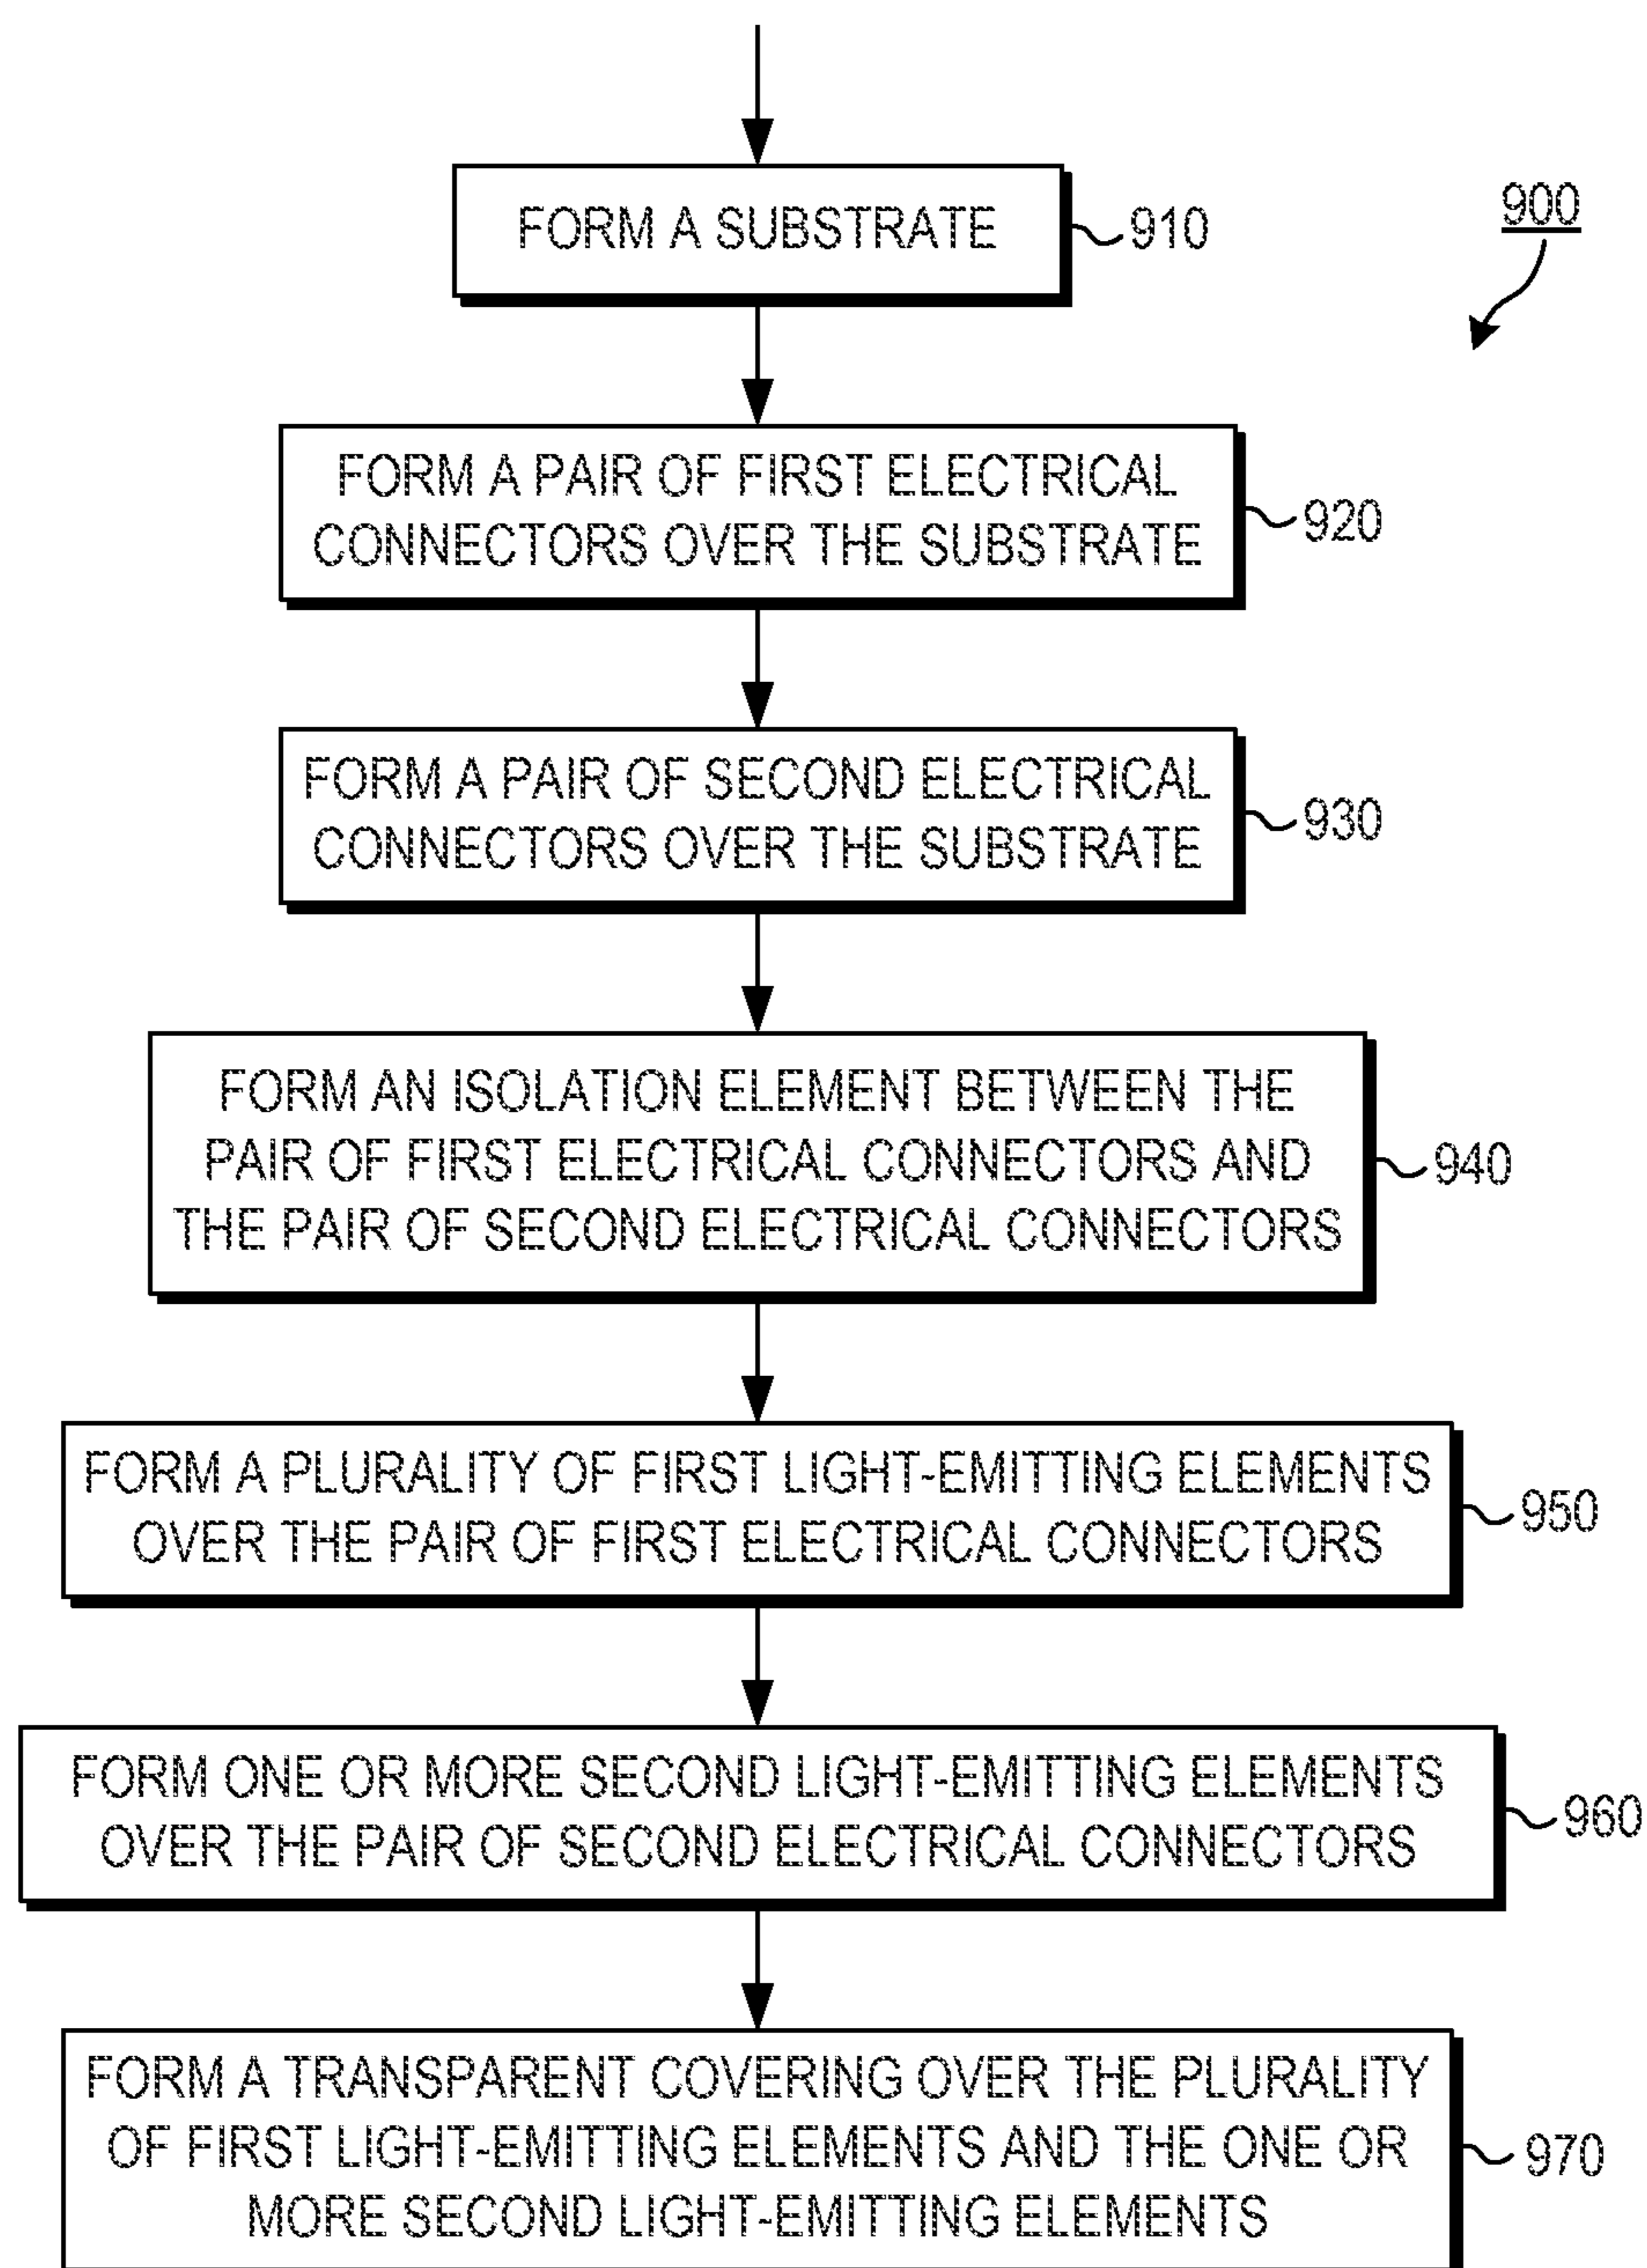 FORM A SUBSTRATE
910
900
FORM A PAIR OF FIRST ELECTRICAL
CONNECTORS OVER THE SUBSTRATE
920
FORM A PAIR OF SECOND ELECTRICAL
CONNECTORS OVER THE SUBSTRATE
930
FORM AN ISOLATION ELEMENT BETWEEN THE
PAIR OF FIRST ELECTRICAL CONNECTORS AND
THE PAIR OF SECOND ELECTRICAL CONNECTORS
940
FORM A PLURALITY OF FIRST LIGHT-EMITTING ELEMENTS
OVER THE PAIR OF FIRST ELECTRICAL CONNECTORS
950
FORM ONE OR MORE SECOND LIGHT-EMITTING ELEMENTS
OVER THE PAIR OF SECOND ELECTRICAL CONNECTORS
960
FORM A TRANSPARENT COVERING OVER THE PLURALITY
OF FIRST LIGHT-EMITTING ELEMENTS AND THE ONE OR
MORE SECOND LIGHT-EMITTING ELEMENTS
970